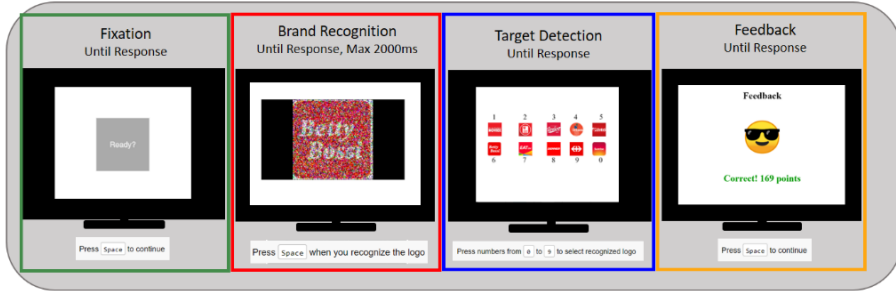 Fixation
Until Response
Ready?
Press Space to continue
Brand Recognition
Until Response, Max 2000ms
Betty
Bossi
Press Space when you recognize the logo
Target Detection
Until Response
1 2 3 4 5
6 7 8 9 0
Press numbers from 0 to 9 to select recognized logo
Feedback
Until Response
Feedback
Correct! 169 points
Press Space to continue